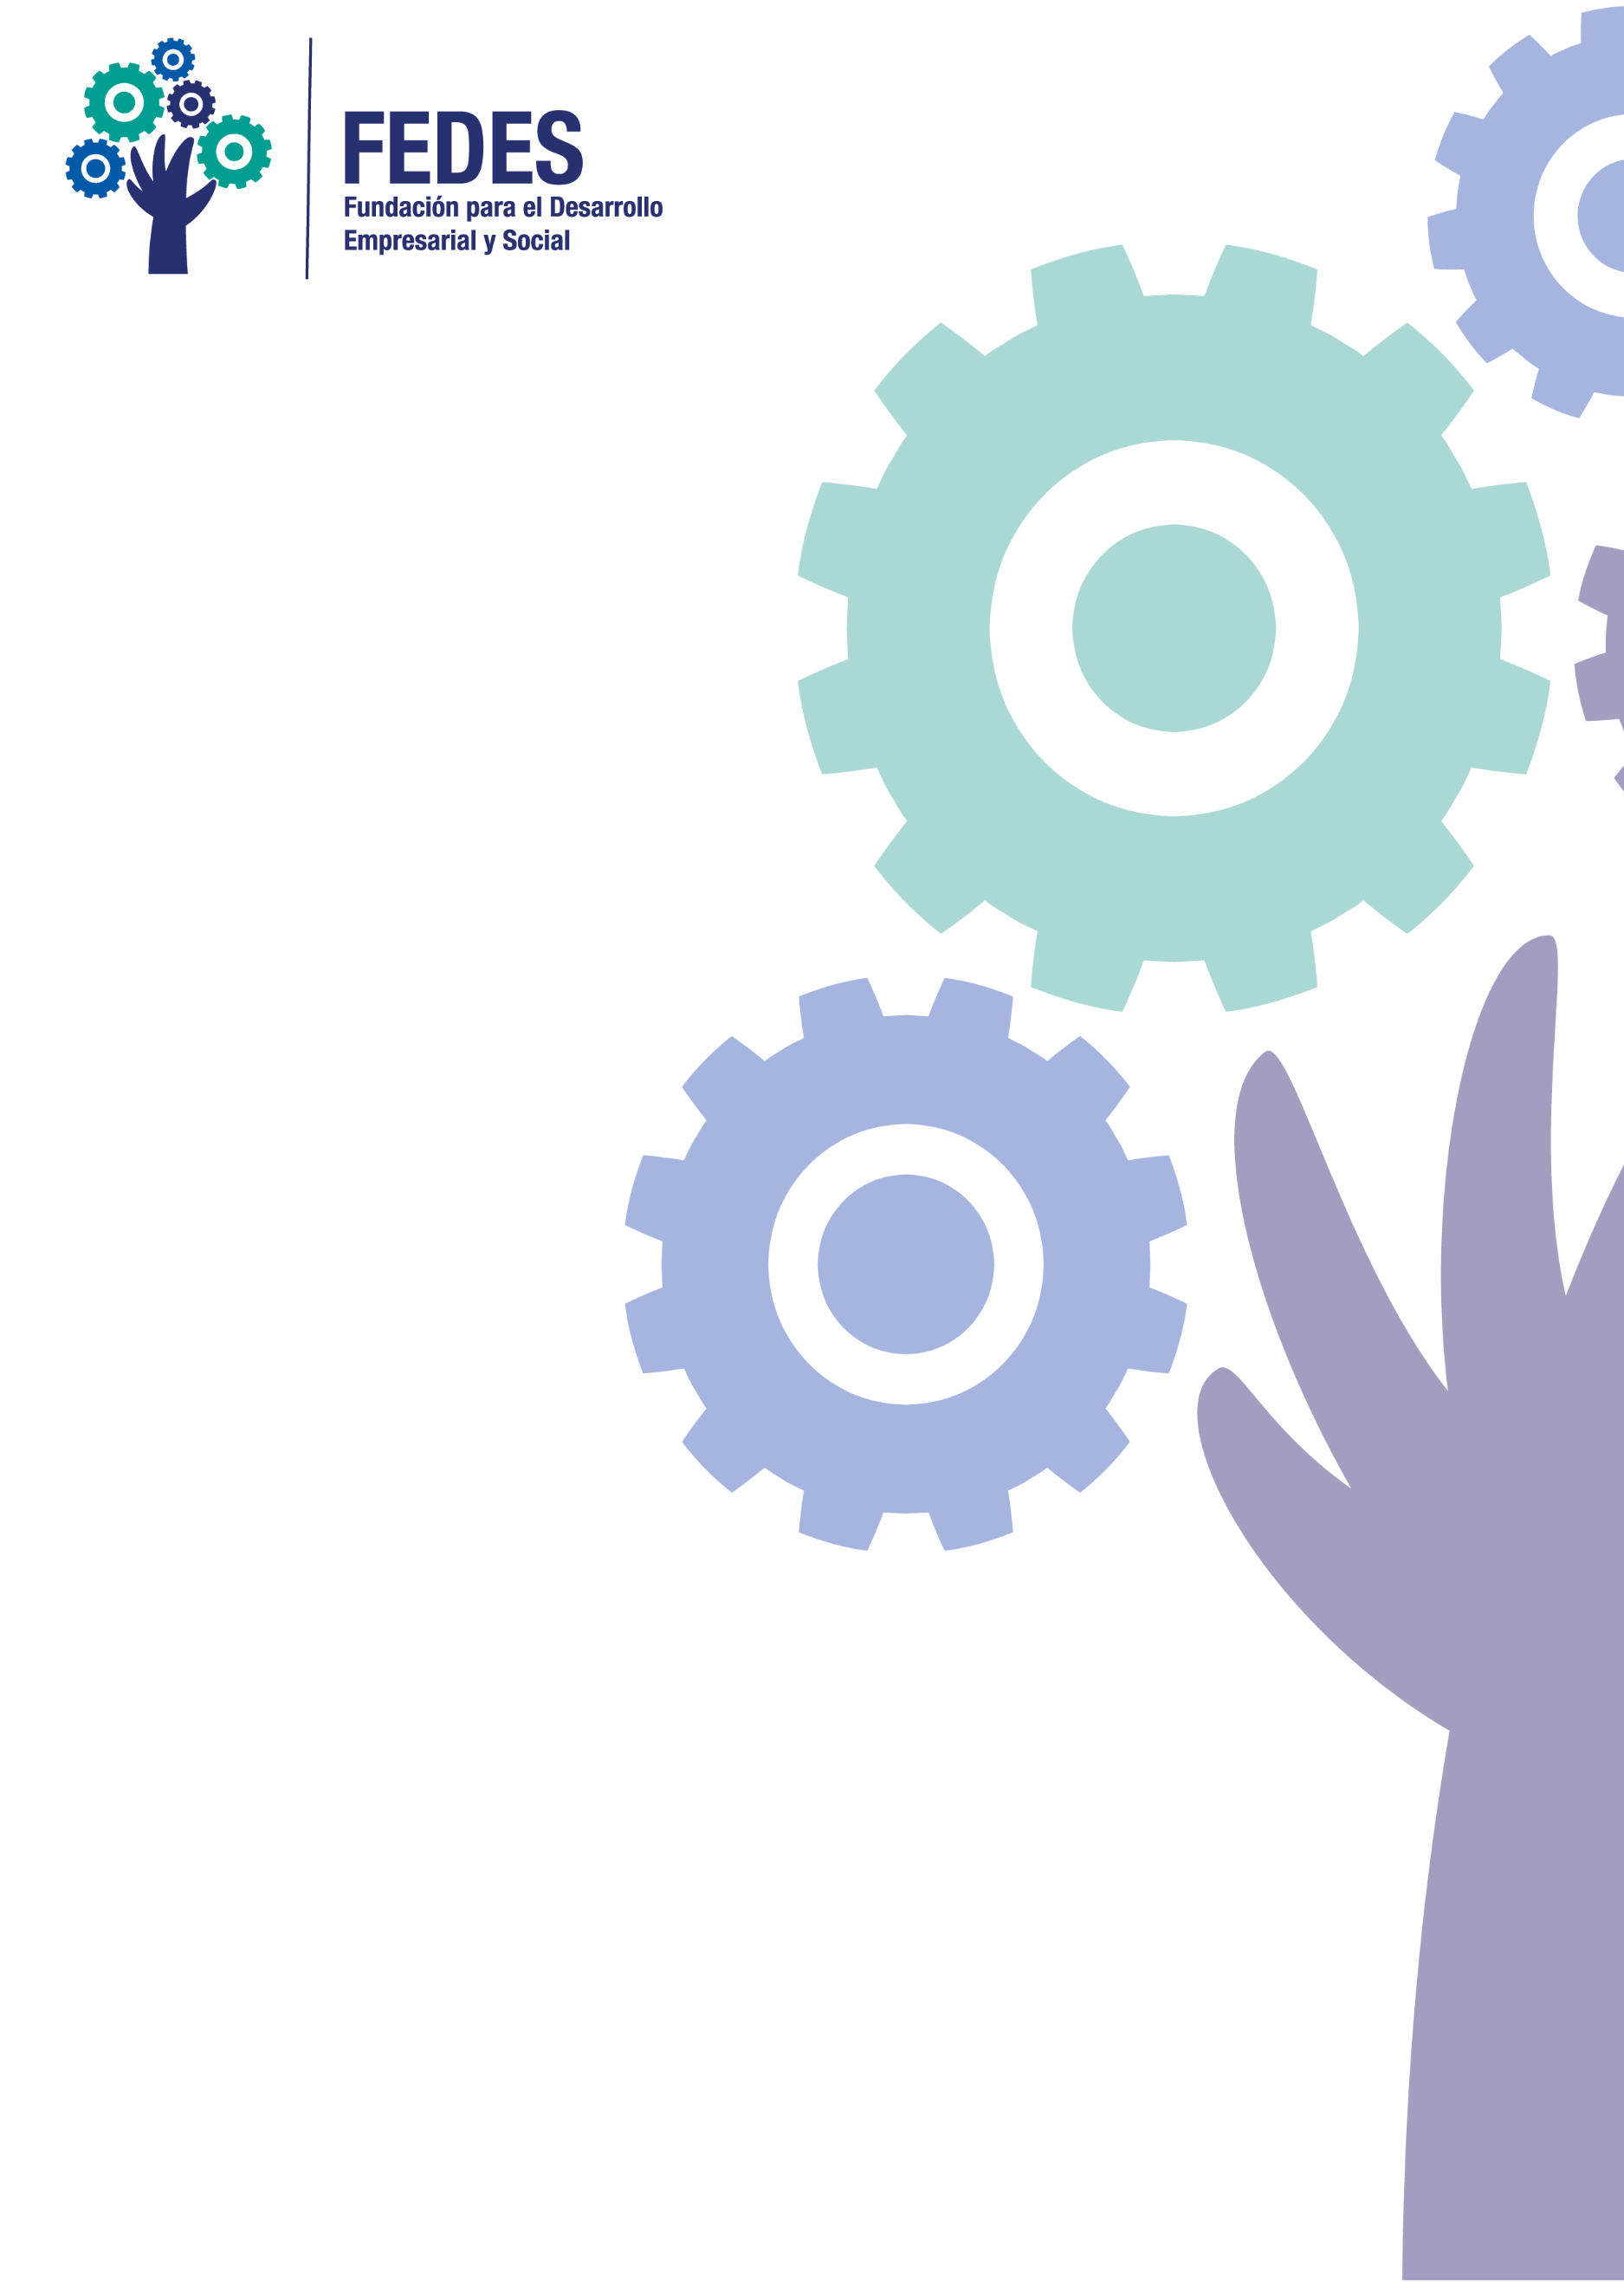 FEDES
Fundación para el Desarrollo
Empresarial y Social